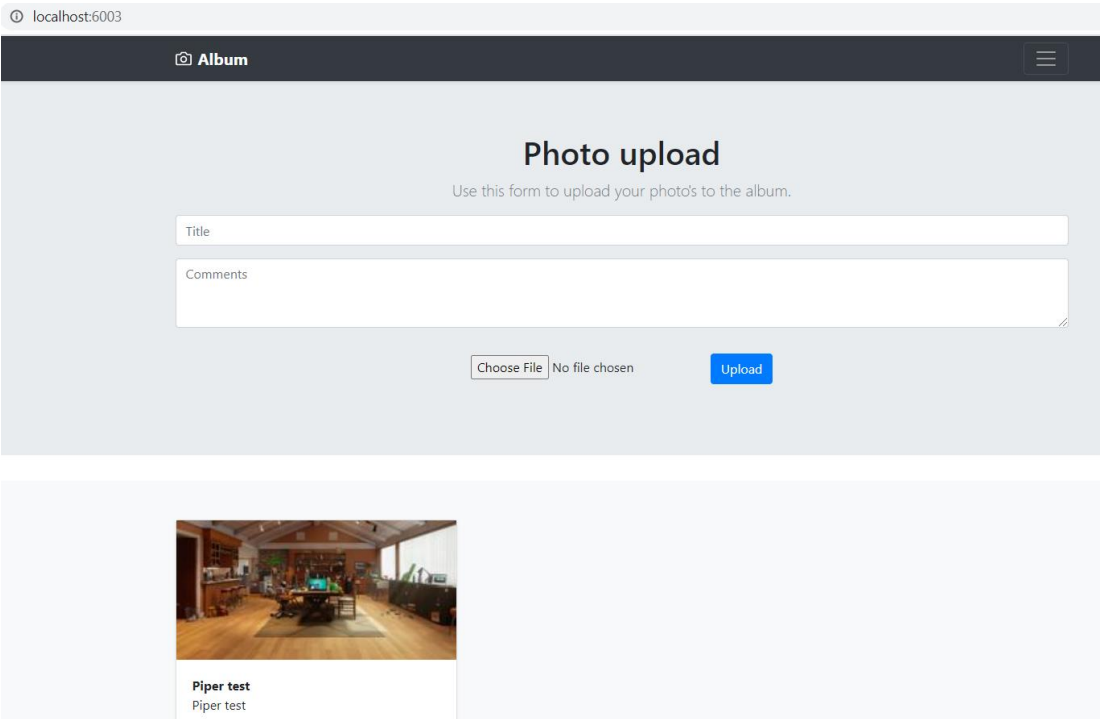 localhost:6003
Album
Photo upload
Use this form to upload your photo's to the album.
Title
Comments
Choose File No file chosen Upload
Piper test
Piper test